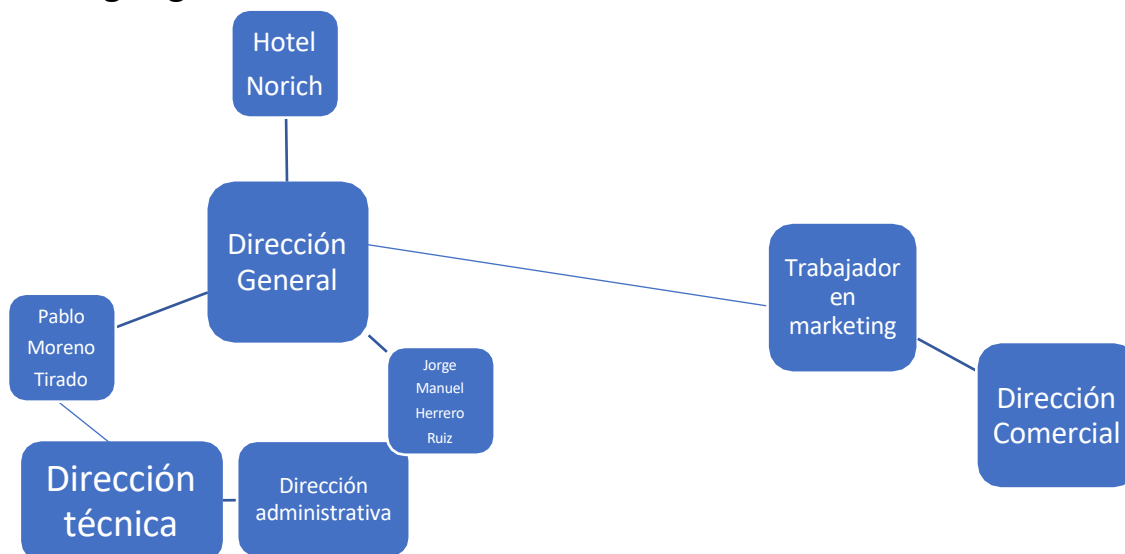 Hotel
Norich
Dirección
General
Trabajador
en
marketing
Pablo
Moreno
Tirado
Jorge
Manuel
Herrero
Ruiz
Dirección
Comercial
Dirección
técnica
Dirección
administrativa